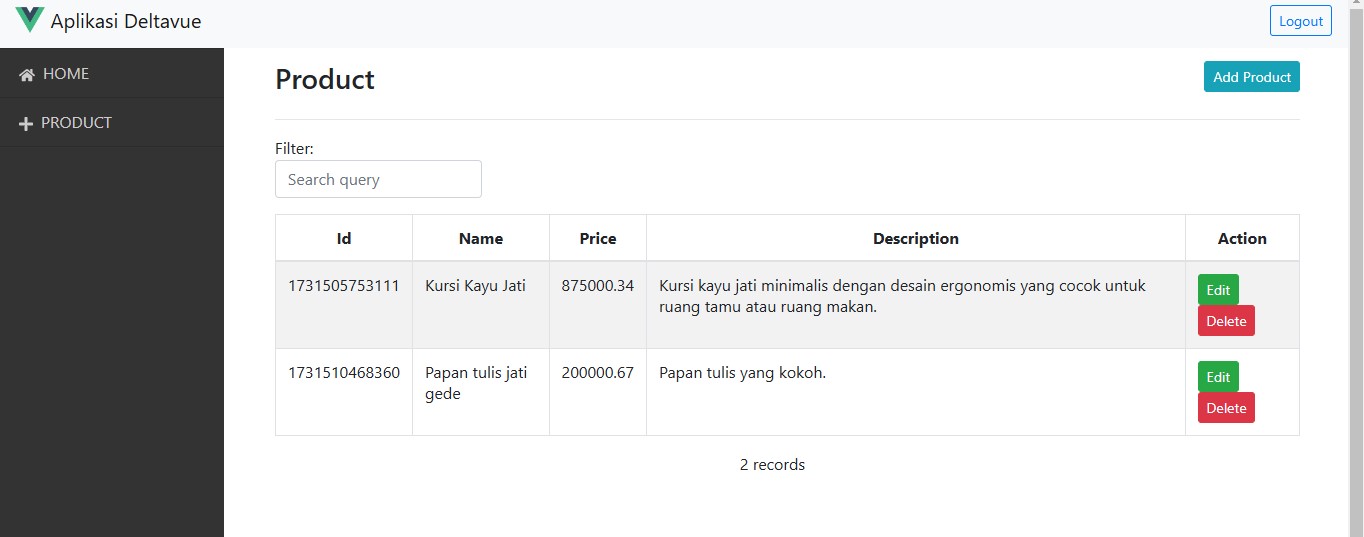 Aplikasi Deltavue
Logout
HOME
PRODUCT
Product
Add Product
Filter:
Search query
Id Name Price Description Action
1731505753111 Kursi Kayu Jati 875000.34 Kursi kayu jati minimalis dengan desain ergonomis yang cocok untuk
ruang tamu atau ruang makan.
Edit
Delete
1731510468360 Papan tulis jati
gede
200000.67 Papan tulis yang kokoh.
Edit
Delete
2 records